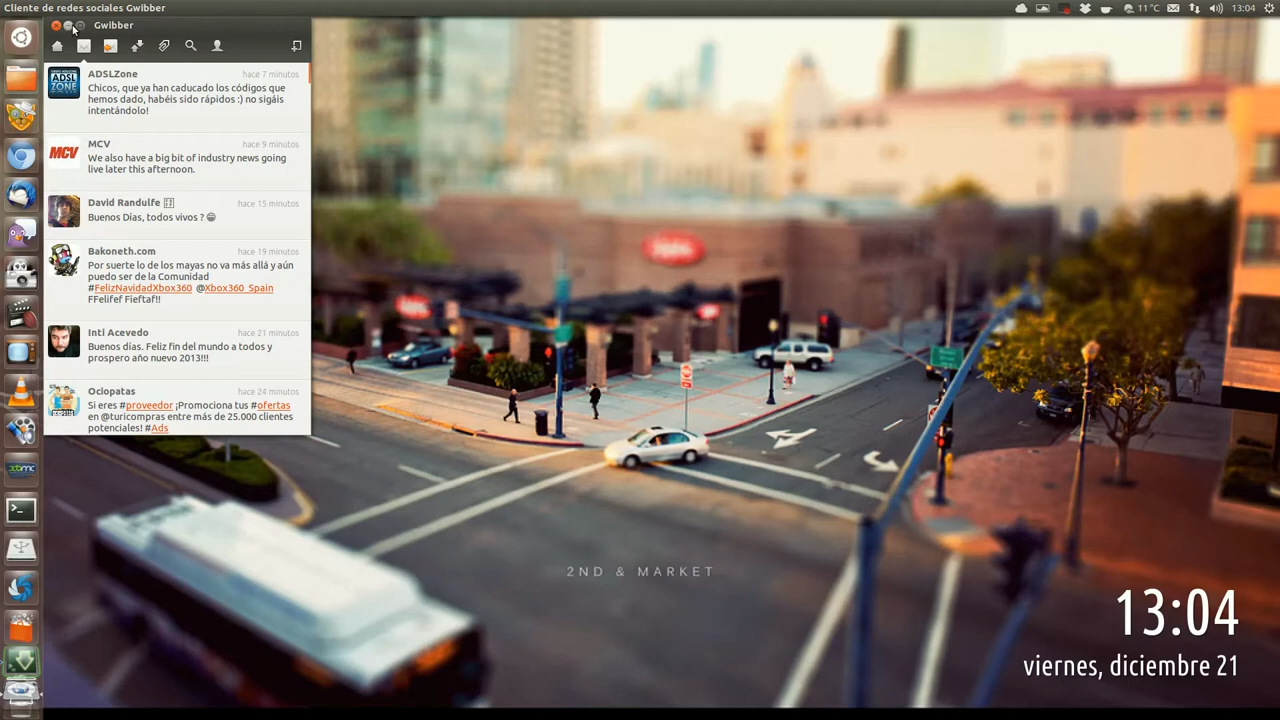 Cliente de redes sociales Gwibber
11°C
13:04
Gwibber
ADSLZone
hace 7 minutos
Chicos, que ya han caducado los códigos que
hemos dado, habéis sido rápidos :) no sigáis
intentándolo!
MCV
hace 9 minutos
We also have a big bit of industry news going
live later this afternoon.
David Randulfe
hace 15 minutos
Buenos Días, todos vivos ? 😁
Bakoneth.com
hace 19 minutos
Por suerte lo de los mayas no va más allá y aún
puedo ser de la Comunidad
#FelizNavidadXbox360 @Xbox360_Spain
FFelifef Fieftaf!!
Inti Acevedo
hace 21 minutos
Buenos días. Feliz fin del mundo a todos y
prospero año nuevo 2013!!!
Ociopatas
hace 24 minutos
Si eres #proveedor ¡Promociona tus #ofertas
en @turicompras entre más de 25.000 clientes
potenciales! #Ads
ADSL
ZONE
MCV
xbmc
2ND & MARKET
13:04
viernes, diciembre 21